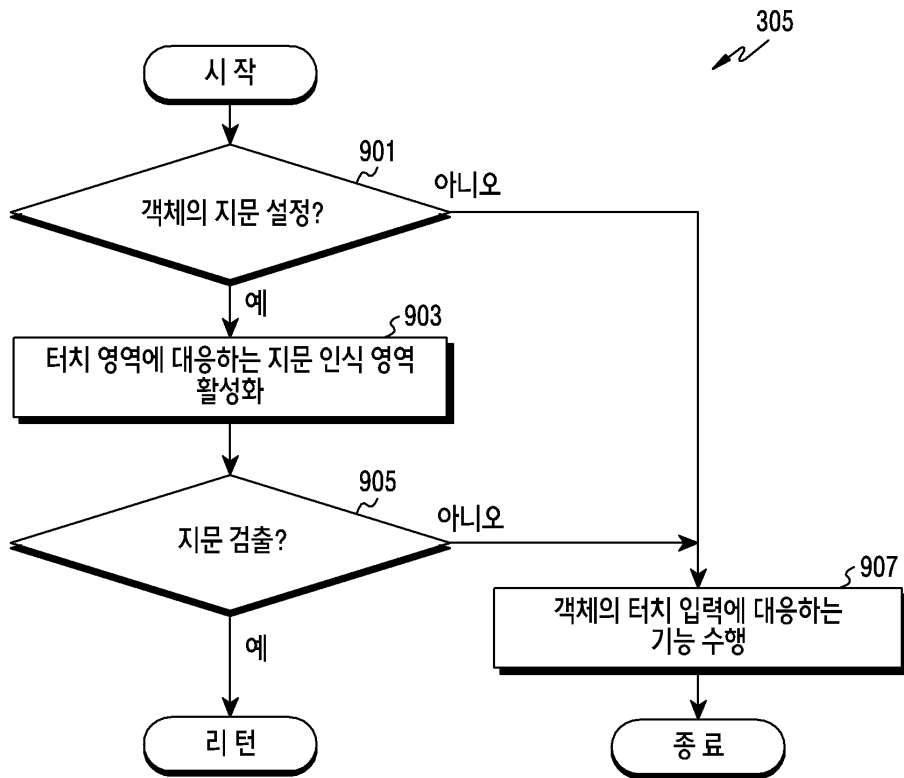 305
시 작
901
객체의 지문 설정?
아니오
예
903
터치 영역에 대응하는 지문 인식 영역
활성화
905
지문 검출?
아니오
907
객체의 터치 입력에 대응하는
기능 수행
예
리 턴
종 료